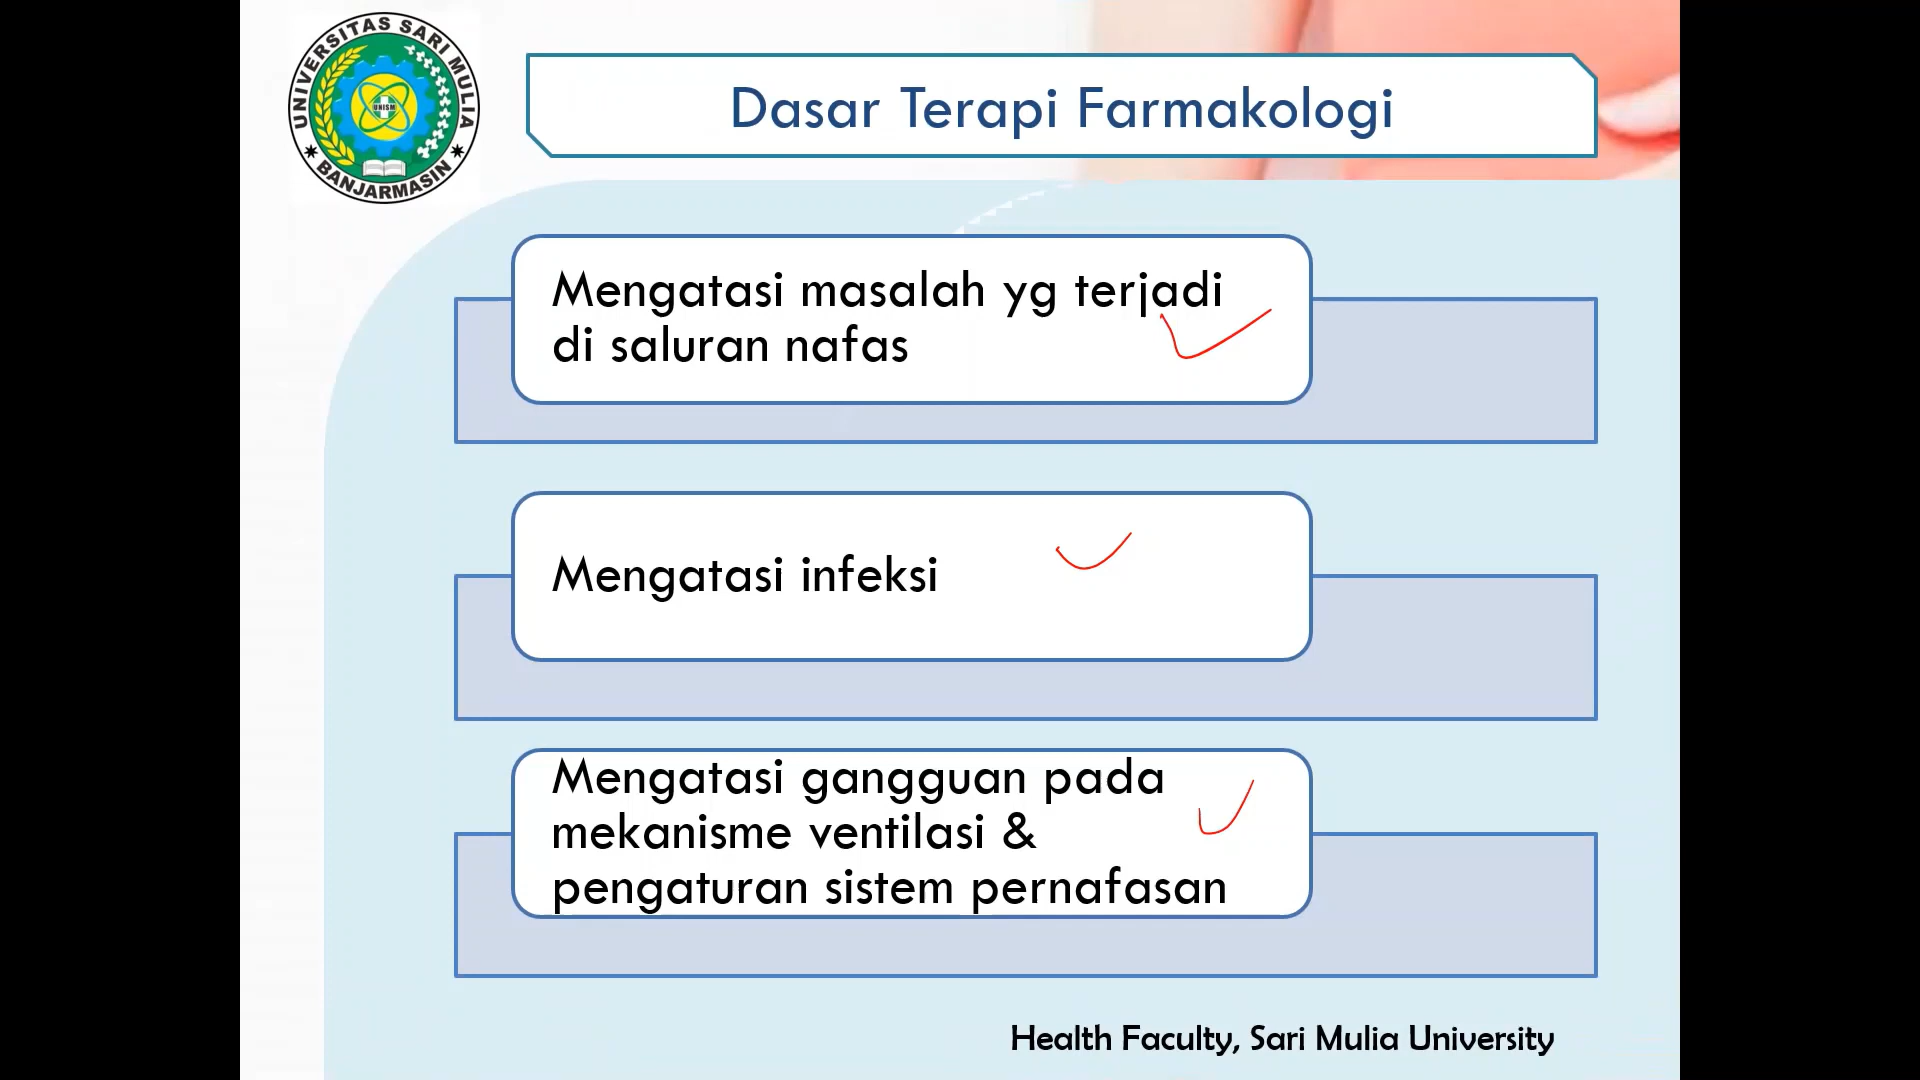 UNIVERSITAS SARI MULIA
UNISM
BANJARMASIN
Dasar Terapi Farmakologi
Mengatasi masalah yg terjadi
di saluran nafas
Mengatasi infeksi
Mengatasi gangguan pada
mekanisme ventilasi &
pengaturan sistem pernafasan
Health Faculty, Sari Mulia University